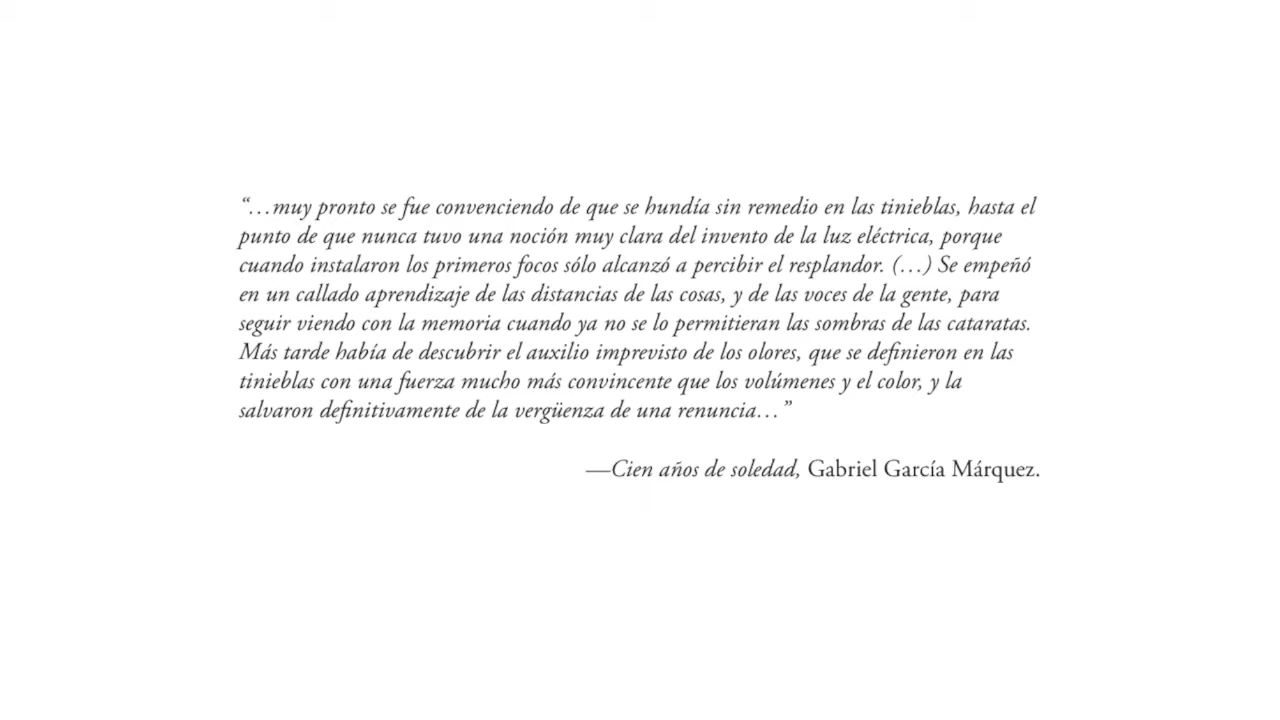 “…muy pronto se fue convenciendo de que se hundía sin remedio en las tinieblas, hasta el
punto de que nunca tuvo una noción muy clara del invento de la luz eléctrica, porque
cuando instalaron los primeros focos sólo alcanzó a percibir el resplandor. (…) Se empeñó
en un callado aprendizaje de las distancias de las cosas, y de las voces de la gente, para
seguir viendo con la memoria cuando ya no se lo permitieran las sombras de las cataratas.
Más tarde había de descubrir el auxilio imprevisto de los olores, que se definieron en las
tinieblas con una fuerza mucho más convincente que los volúmenes y el color, y la
salvaron definitivamente de la vergüenza de una renuncia…”
—Cien años de soledad, Gabriel García Márquez.